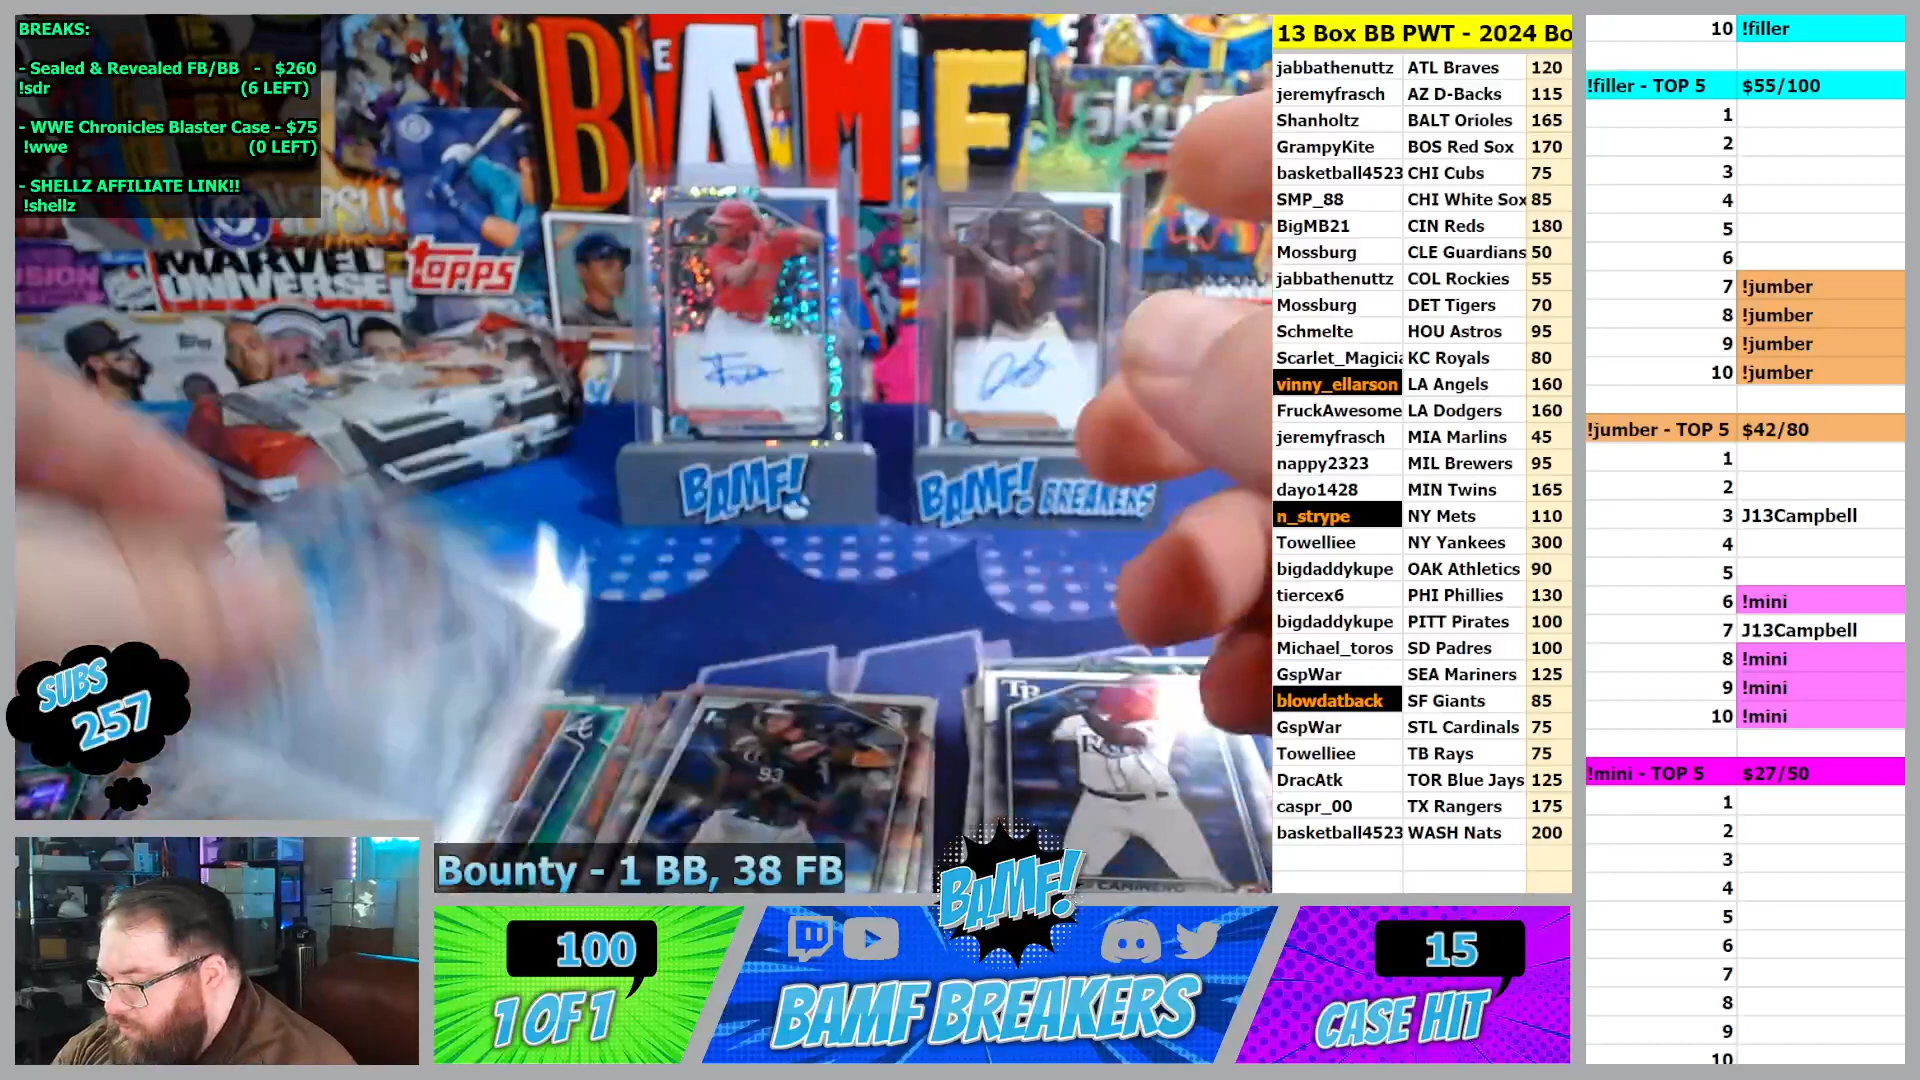 BREAKS:
- Sealed & Revealed FB/BB - $260
!sdr (6 LEFT)
- WWE Chronicles Blaster Case - $75
!wwe (0 LEFT)
- SHELLZ AFFILIATE LINK!!
!shellz
BAMF
MARVEL
UNIVERSE
topps
BAMF!
BAMF! BREAKERS
TB
RAYS
93
SUBS
257
Bounty - 1 BB, 38 FB
BAMF!
100
1 OF 1
BAMF BREAKERS
15
CASE HIT
13 Box BB PWT - 2024 Bo
jabbathenuttz ATL Braves 120
jeremyfrasch AZ D-Backs 115
Shanholtz BALT Orioles 165
GrampyKite BOS Red Sox 170
basketball4523 CHI Cubs 75
SMP_88 CHI White Sox 85
BigMB21 CIN Reds 180
Mossburg CLE Guardians 50
jabbathenuttz COL Rockies 55
Mossburg DET Tigers 70
Schmelte HOU Astros 95
Scarlet_Magicia KC Royals 80
vinny_ellarson LA Angels 160
FruckAwesome LA Dodgers 160
jeremyfrasch MIA Marlins 45
nappy2323 MIL Brewers 95
dayo1428 MIN Twins 165
n_strype NY Mets 110
Towelliee NY Yankees 300
bigdaddykupe OAK Athletics 90
tiercex6 PHI Phillies 130
bigdaddykupe PITT Pirates 100
Michael_toros SD Padres 100
GspWar SEA Mariners 125
blowdatback SF Giants 85
GspWar STL Cardinals 75
Towelliee TB Rays 75
DracAtk TOR Blue Jays 125
caspr_00 TX Rangers 175
basketball4523 WASH Nats 200
10 !filler
!filler - TOP 5 $55/100
1
2
3
4
5
6
7 !jumber
8 !jumber
9 !jumber
10 !jumber
!jumber - TOP 5 $42/80
1
2
3 J13Campbell
4
5
6 !mini
7 J13Campbell
8 !mini
9 !mini
10 !mini
!mini - TOP 5 $27/50
1
2
3
4
5
6
7
8
9
10